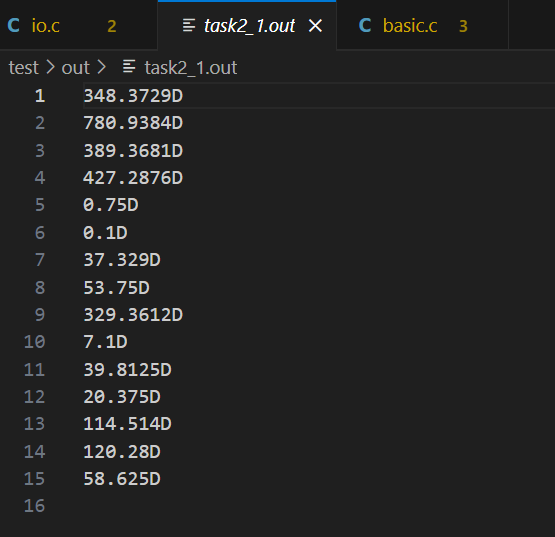 io.c 2 task2_1.out × basic.c 3
test > out > task2_1.out
1 348.3729D
2 780.9384D
3 389.3681D
4 427.2876D
5 0.75D
6 0.1D
7 37.329D
8 53.75D
9 329.3612D
10 7.1D
11 39.8125D
12 20.375D
13 114.514D
14 120.28D
15 58.625D
16